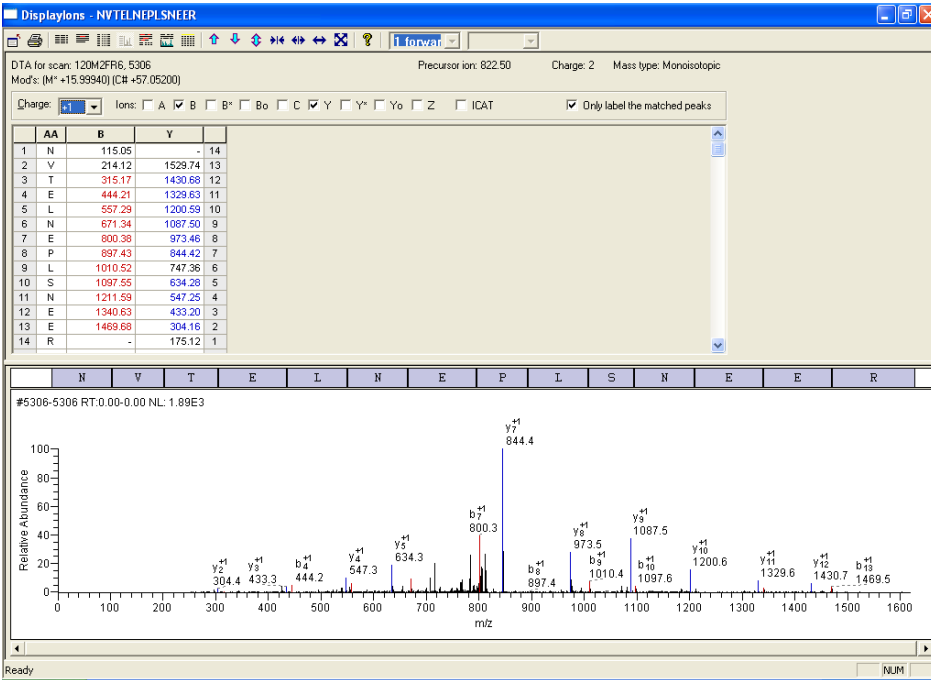 DisplayIons - NVTELNEPLSNEER
1 forwar
DTA for scan: 120M2FR6, 5306 Precursor ion: 822.50 Charge: 2 Mass type: Monoisotopic
Mod's: (M* +15.99940) (C# +57.05200)
Charge: +1 Ions: A B B* Bo C Y Y* Yo Z ICAT Only label the matched peaks
AA B Y
1 N 115.05 - 14
2 V 214.12 1529.74 13
3 T 315.17 1430.68 12
4 E 444.21 1329.63 11
5 L 557.29 1200.59 10
6 N 671.34 1087.50 9
7 E 800.38 973.46 8
8 P 897.43 844.42 7
9 L 1010.52 747.36 6
10 S 1097.55 634.28 5
11 N 1211.59 547.25 4
12 E 1340.63 433.20 3
13 E 1469.68 304.16 2
14 R - 175.12 1
N V T E L N E P L S N E E R
#5306-5306 RT:0.00-0.00 NL: 1.89E3
Relative Abundance
100
80
60
40
20
0
y2 +1
304.4
y3 +1
433.3
b4 +1
444.2
y4 +1
547.3
y5 +1
634.3
b7 +1
800.3
y7 +1
844.4
b8 +1
897.4
y8 +1
973.5
b9 +1
1010.4
y9 +1
1087.5
b10 +1
1097.6
y10 +1
1200.6
y11 +1
1329.6
y12 +1
1430.7
b13 +1
1469.5
0 100 200 300 400 500 600 700 800 900 1000 1100 1200 1300 1400 1500 1600
m/z
Ready NUM